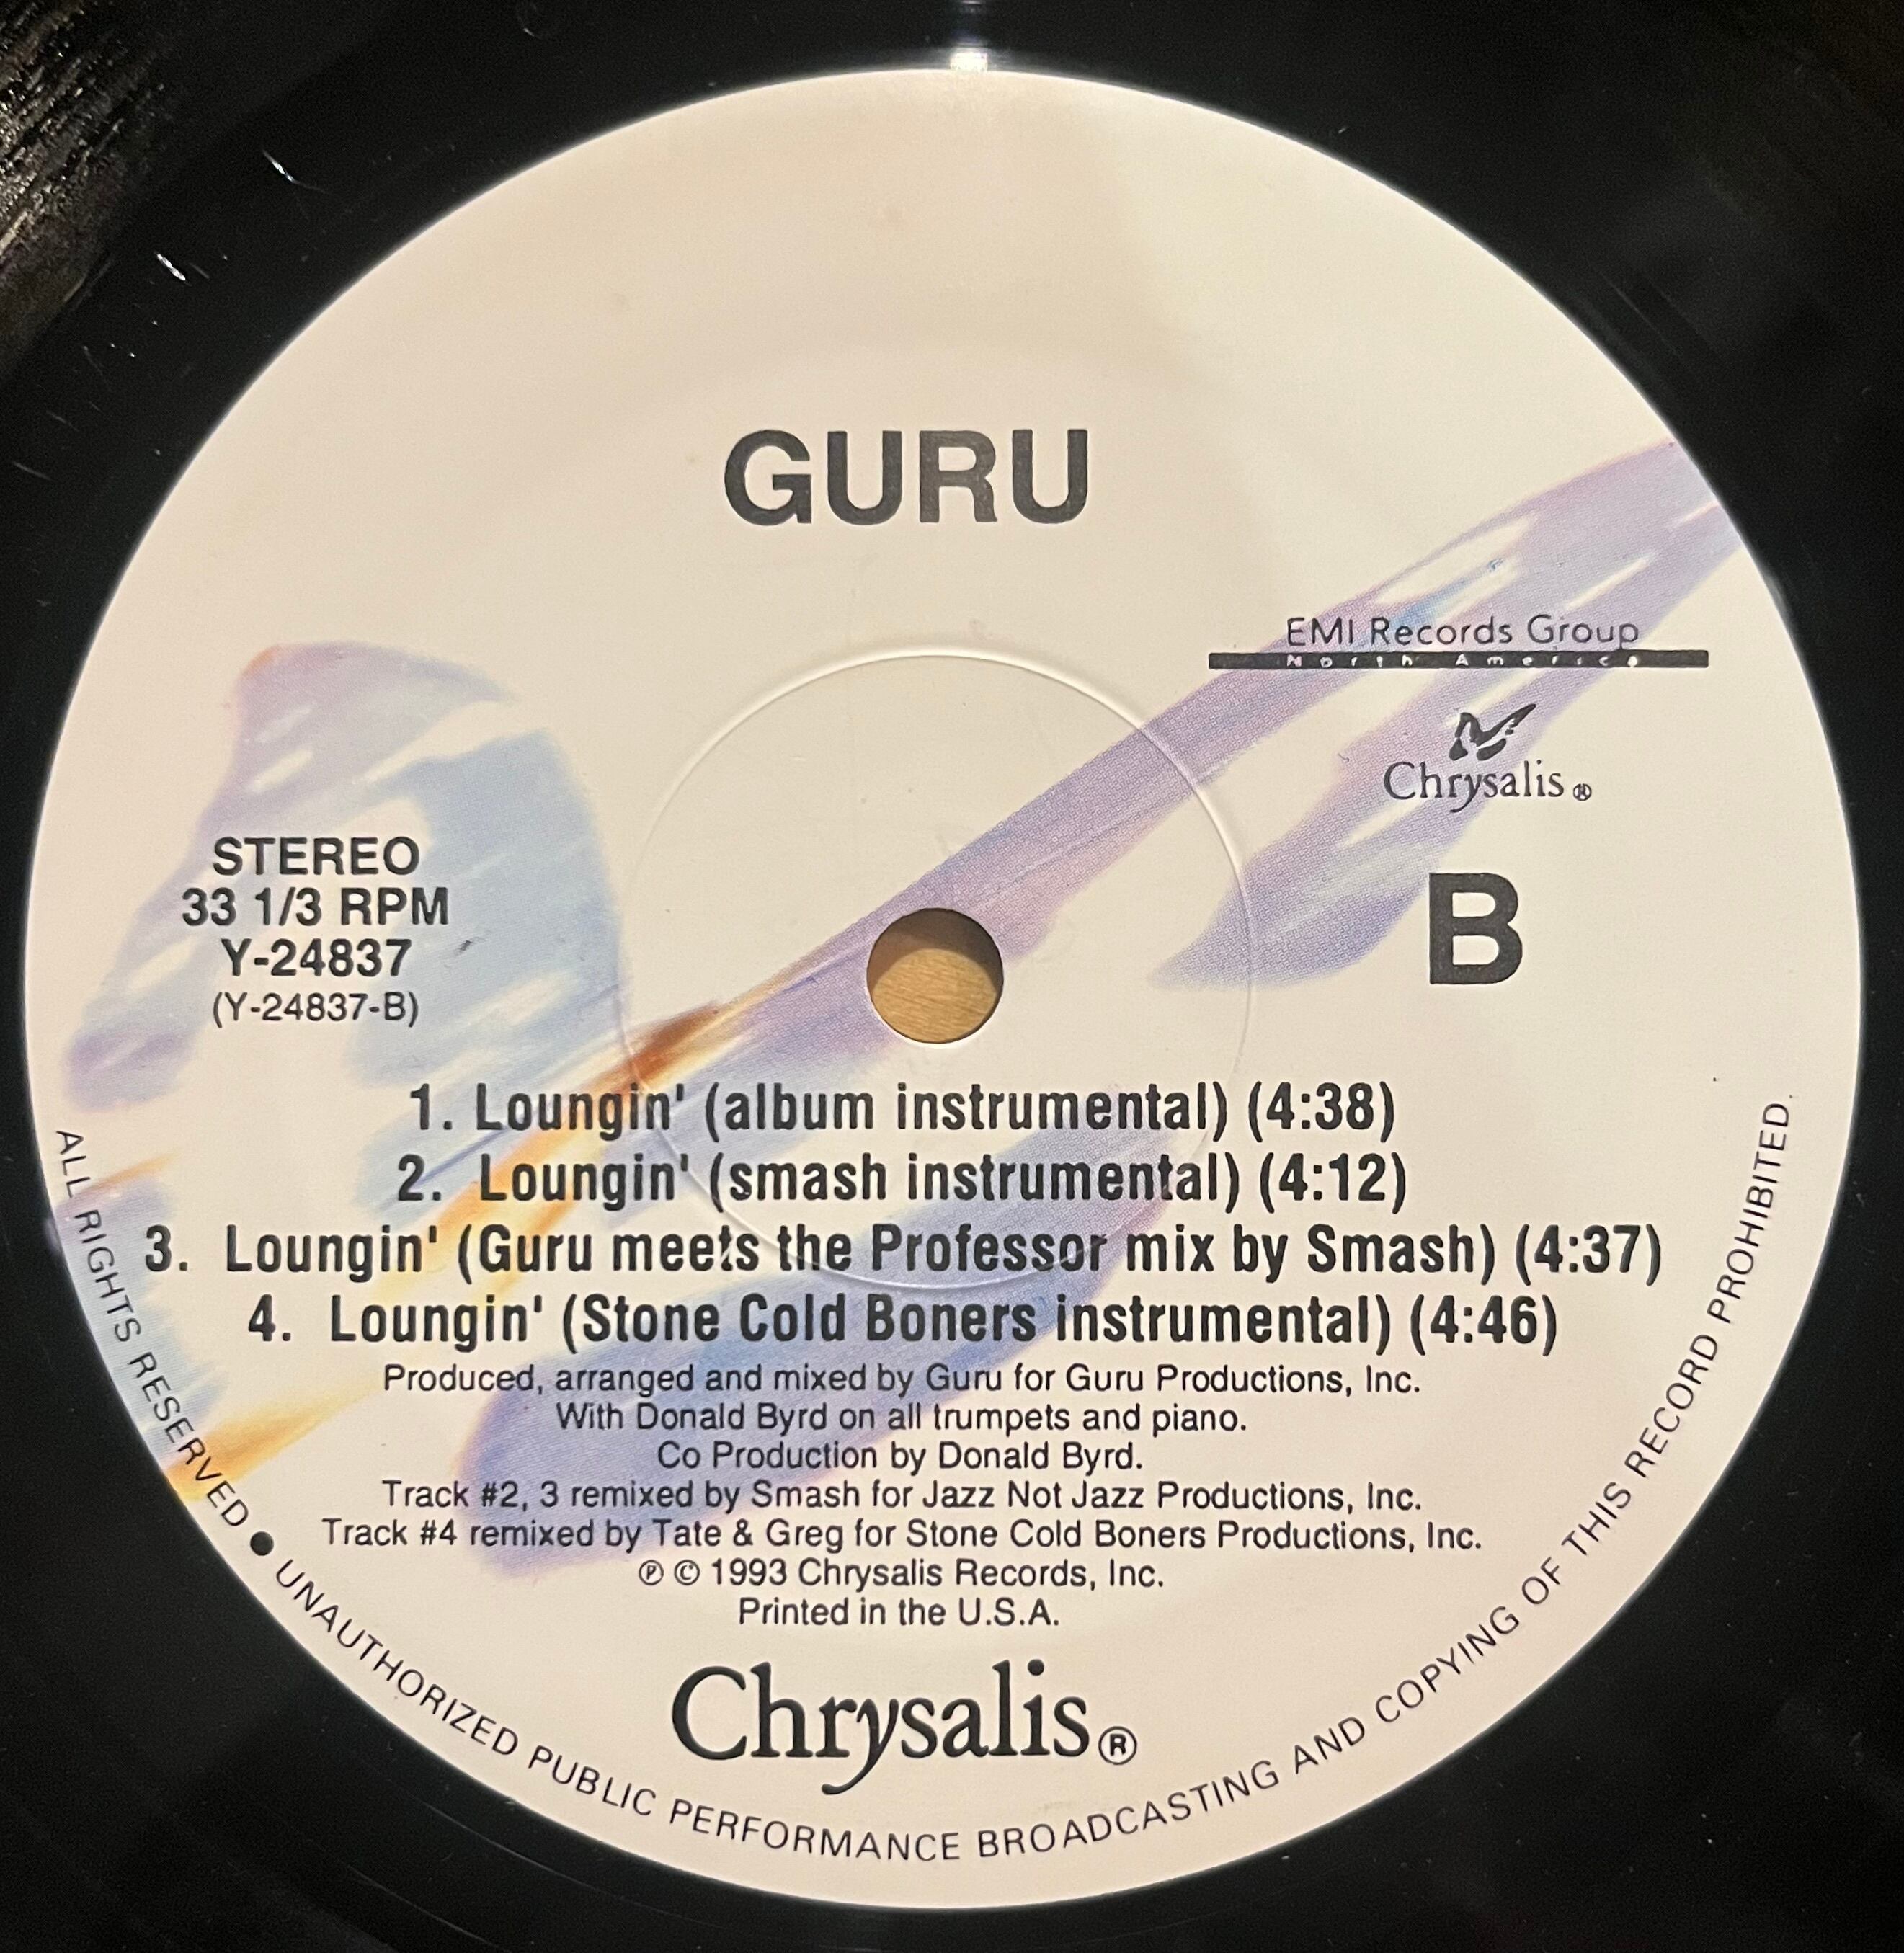 GURU
EMI Records Group
North America
Chrysalis®
STEREO
33 1/3 RPM
Y-24837
(Y-24837-B)
B
1. Loungin' (album instrumental) (4:38)
2. Loungin' (smash instrumental) (4:12)
3. Loungin' (Guru meets the Professor mix by Smash) (4:37)
4. Loungin' (Stone Cold Boners instrumental) (4:46)
Produced, arranged and mixed by Guru for Guru Productions, Inc.
With Donald Byrd on all trumpets and piano.
Co Production by Donald Byrd.
Track #2, 3 remixed by Smash for Jazz Not Jazz Productions, Inc.
Track #4 remixed by Tate & Greg for Stone Cold Boners Productions, Inc.
℗ © 1993 Chrysalis Records, Inc.
Printed in the U.S.A.
Chrysalis®
ALL RIGHTS RESERVED ● UNAUTHORIZED PUBLIC PERFORMANCE BROADCASTING AND COPYING OF THIS RECORD PROHIBITED.